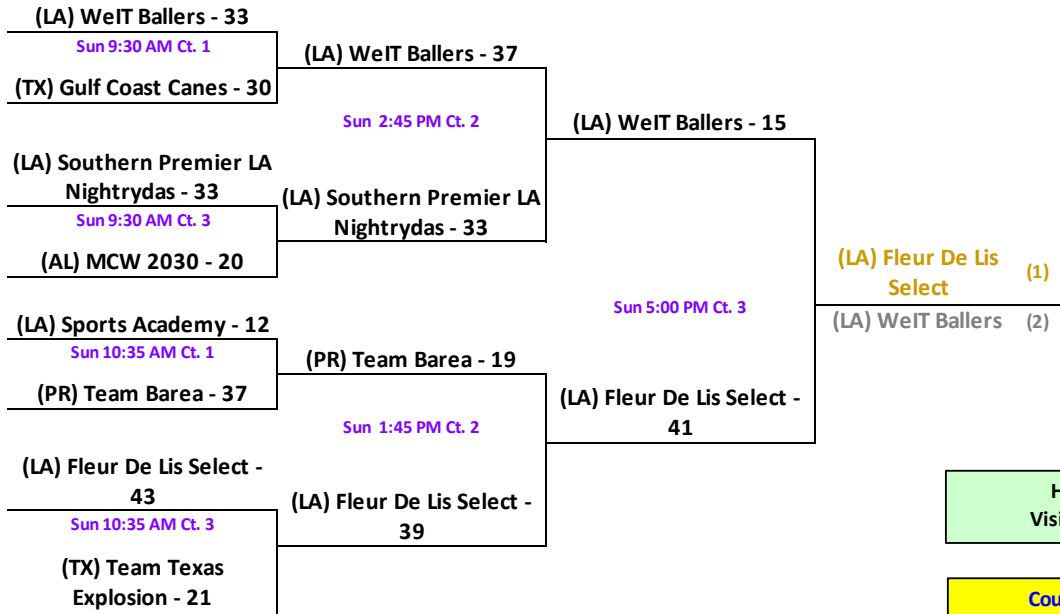 (LA) WeIT Ballers - 33
Sun 9:30 AM Ct. 1
(TX) Gulf Coast Canes - 30
(LA) Southern Premier LA
Nightrydas - 33
Sun 9:30 AM Ct. 3
(AL) MCW 2030 - 20
(LA) Sports Academy - 12
Sun 10:35 AM Ct. 1
(PR) Team Barea - 37
(LA) Fleur De Lis Select -
43
Sun 10:35 AM Ct. 3
(TX) Team Texas
Explosion - 21
(LA) WeIT Ballers - 37
Sun 2:45 PM Ct. 2
(LA) Southern Premier LA
Nightrydas - 33
(PR) Team Barea - 19
Sun 1:45 PM Ct. 2
(LA) Fleur De Lis Select -
39
(LA) WeIT Ballers - 15
Sun 5:00 PM Ct. 3
(LA) Fleur De Lis Select -
41
(LA) Fleur De Lis
Select (1)
(LA) WeIT Ballers (2)